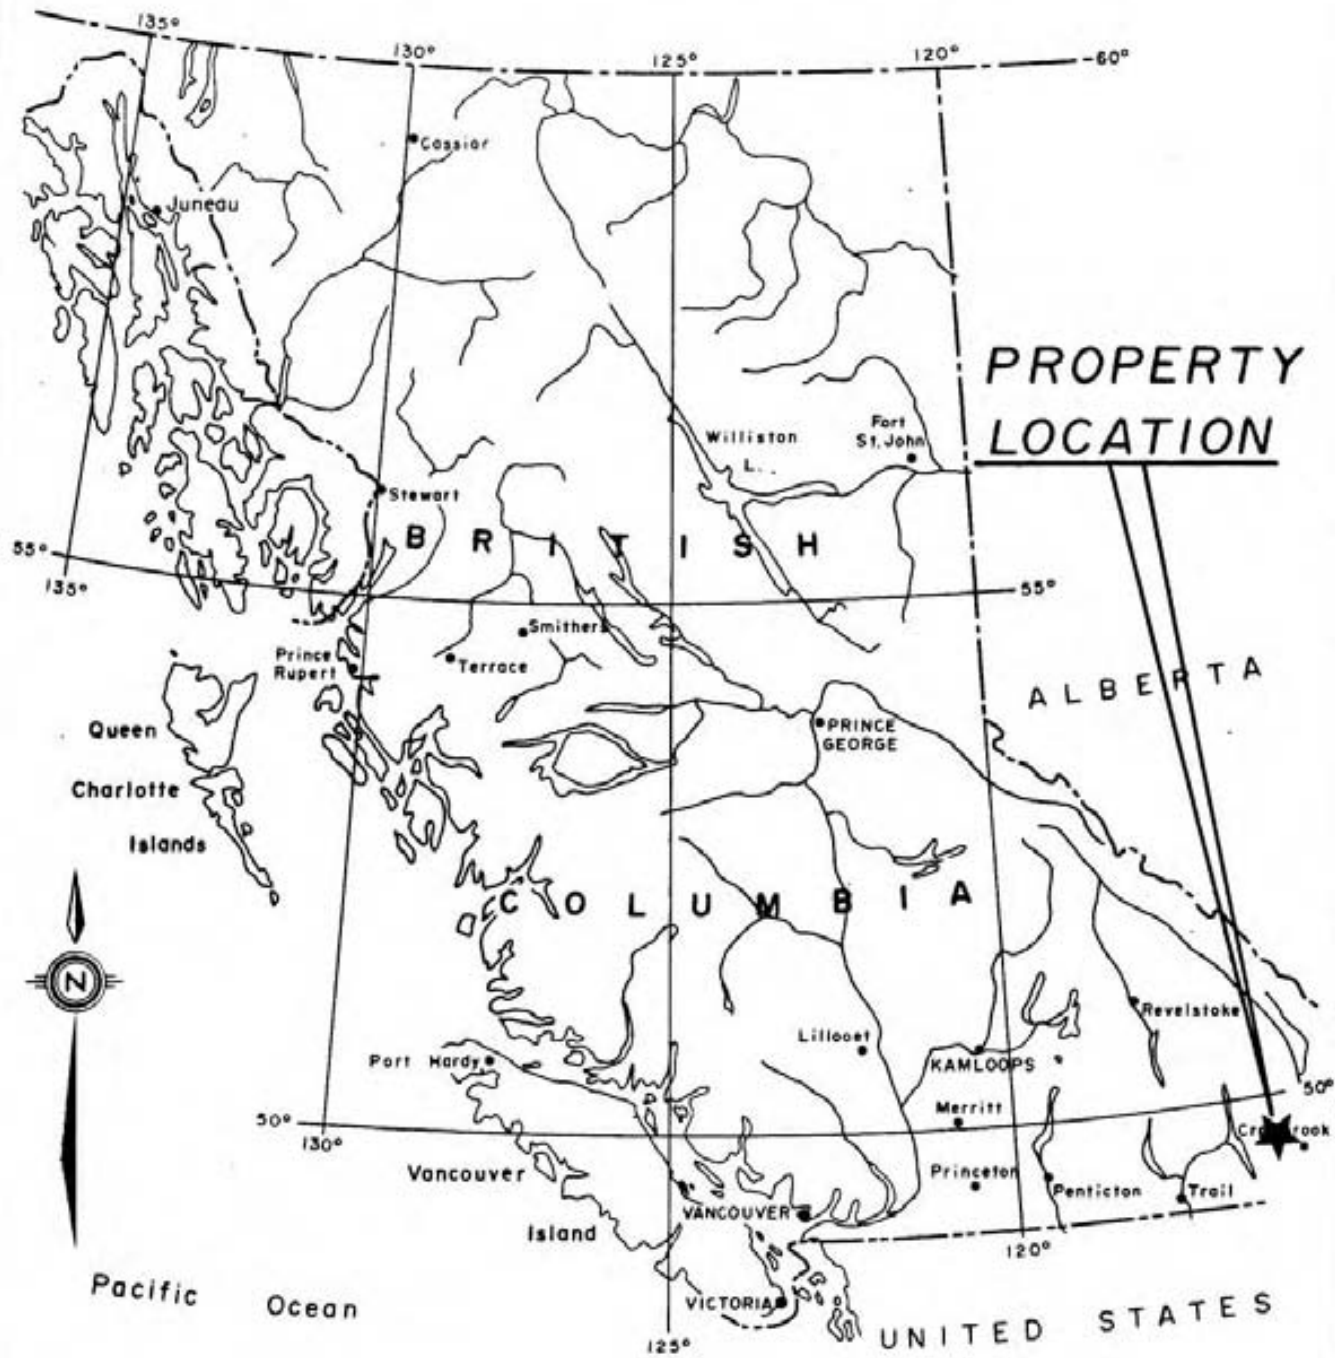 135°
130°
125°
120°
-60°
Cassiar
Juneau
PROPERTY
LOCATION
Williston
L.
Fort
St. John
Stewart
BRITISH
55°
135°
55°
Smithers
Terrace
Prince
Rupert
ALBERTA
Queen
Charlotte
Islands
PRINCE
GEORGE
COLUMBIA
N
Revelstoke
Lillooet
Port Hardy
KAMLOOPS
50°
Merritt
50°
130°
Vancouver
Island
Princeton
Penticton
Trail
VANCOUVER
120°
Pacific Ocean
VICTORIA
UNITED STATES
125°